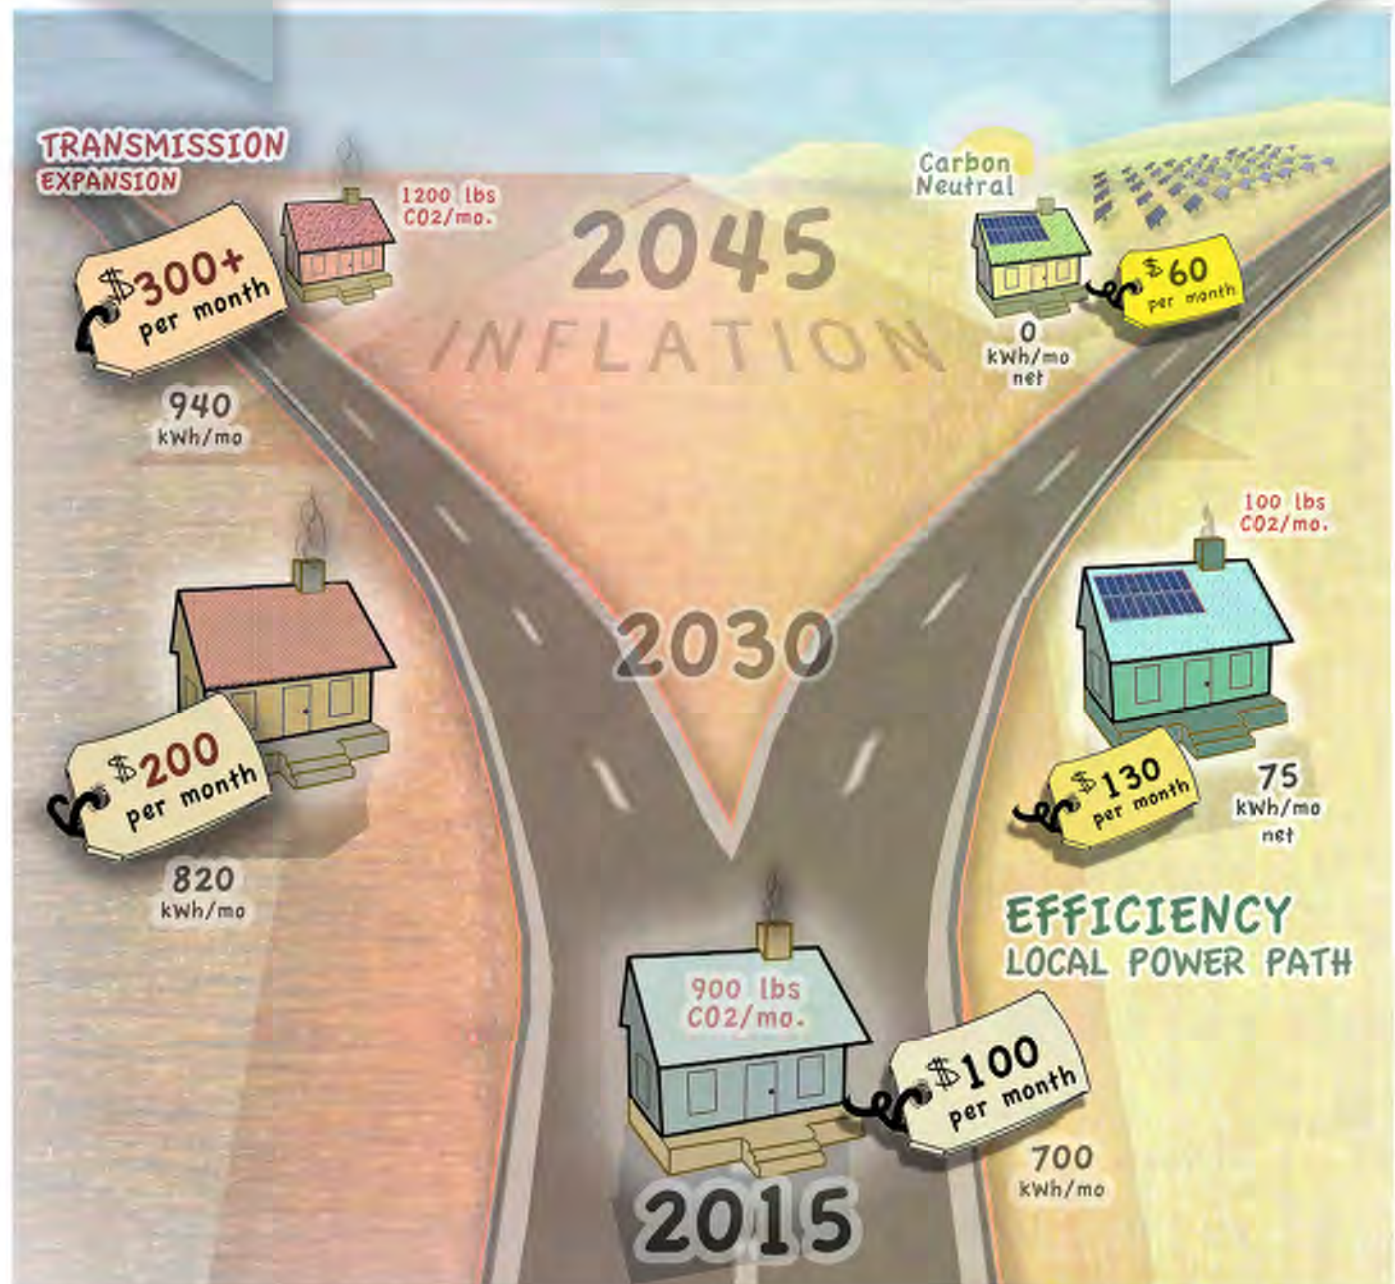 TRANSMISSION
EXPANSION
$300+
per month
1200 lbs
CO2/mo.
940
kWh/mo
2045
INFLATION
Carbon
Neutral
$60
per month
0
kWh/mo
net
2030
$200
per month
820
kWh/mo
100 lbs
CO2/mo.
$130
per month
75
kWh/mo
net
EFFICIENCY
LOCAL POWER PATH
900 lbs
CO2/mo.
$100
per month
700
kWh/mo
2015